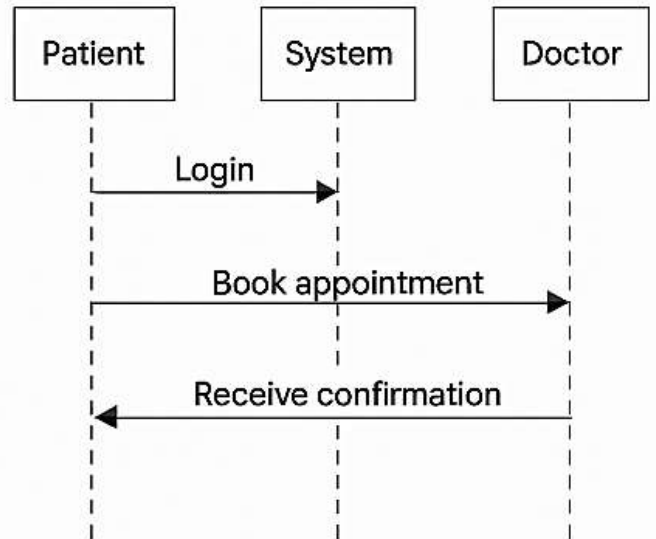 Patient
System
Doctor
Login
Book appointment
Receive confirmation